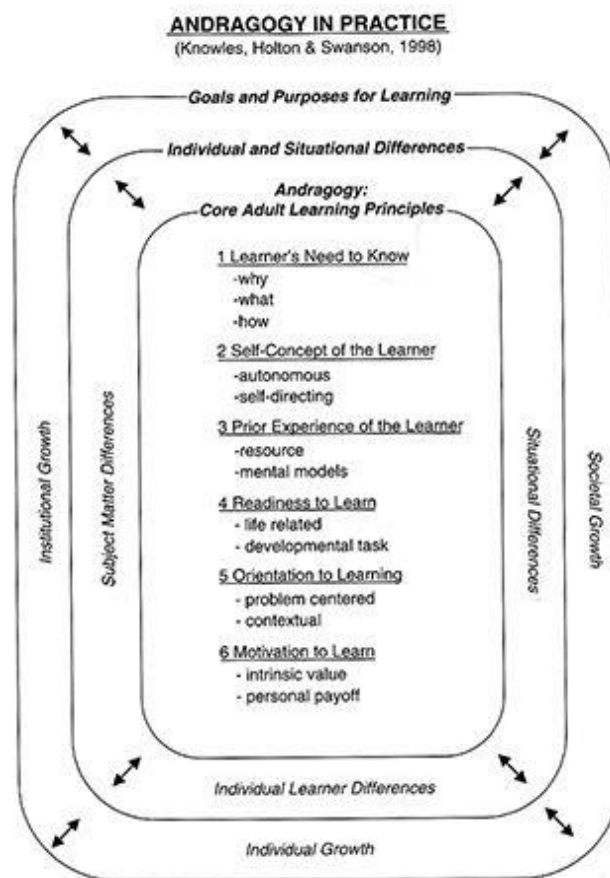 ANDRAGOGY IN PRACTICE
(Knowles, Holton & Swanson, 1998)
Goals and Purposes for Learning
Individual and Situational Differences
Andragogy:
Core Adult Learning Principles
1 Learner's Need to Know
-why
-what
-how
2 Self-Concept of the Learner
-autonomous
-self-directing
3 Prior Experience of the Learner
-resource
-mental models
4 Readiness to Learn
- life related
- developmental task
5 Orientation to Learning
- problem centered
- contextual
6 Motivation to Learn
- intrinsic value
- personal payoff
Institutional Growth
Subject Matter Differences
Situational Differences
Societal Growth
Individual Learner Differences
Individual Growth